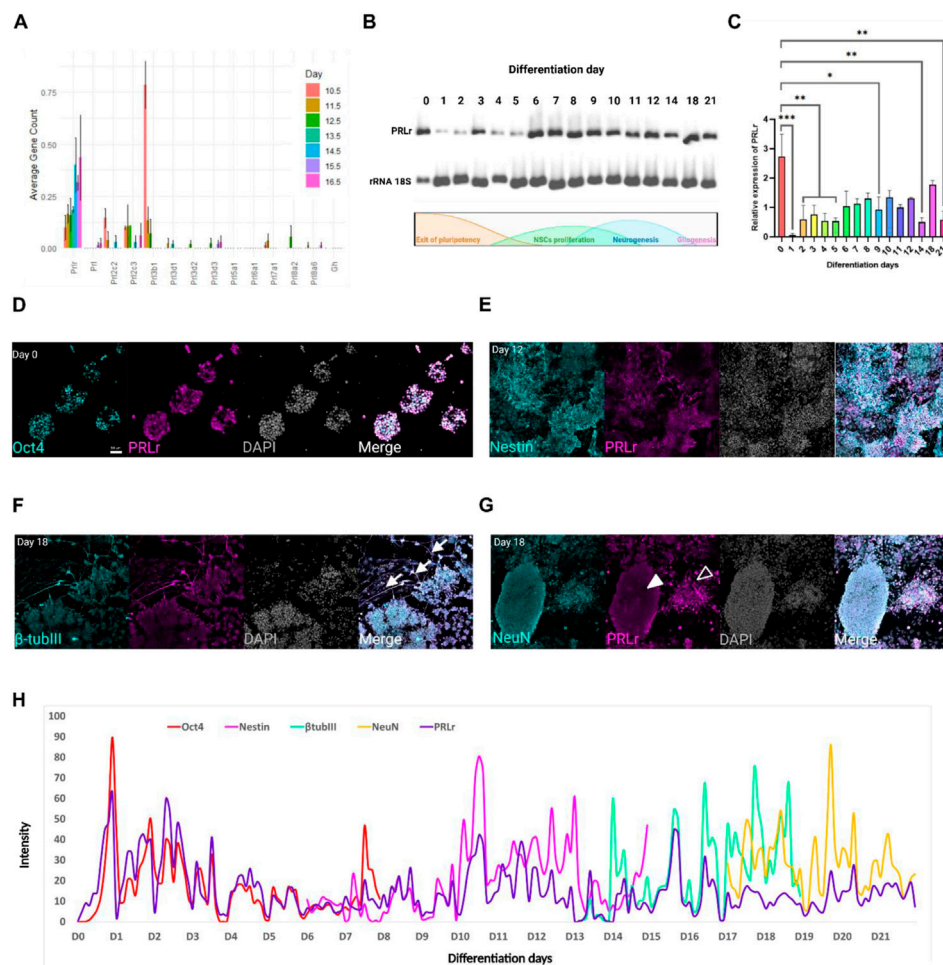 A
B
C
Average Gene Count
0.75
0.50
0.25
0.00
Prlr
Prl
Prl2c2
Prl2c3
Prl3b1
Prl3d1
Prl3d2
Prl3d3
Prl5a1
Prl6a1
Prl7a1
Prl8a2
Prl8a6
Gh
Day
10.5
11.5
12.5
13.5
14.5
15.5
16.5
Differentiation day
0 1 2 3 4 5 6 7 8 9 10 11 12 14 18 21
PRLr
rRNA 18S
Exit of pluripotency NSCs proliferation Neurogenesis Gliogenesis
**
**
*
**
***
Relative expression of PRLr
4
3
2
1
0
0 1 2 3 4 5 6 7 8 9 10 11 12 14 18 21
Diferentiation days
D
E
Day 0
Oct4 PRLr DAPI Merge
Day 12
Nestin PRLr
F
G
Day 18
β-tubIII DAPI Merge
Day 18
NeuN PRLr DAPI Merge
H
Oct4 Nestin βtubIII NeuN PRLr
Intensity
100
90
80
70
60
50
40
30
20
10
0
D0 D1 D2 D3 D4 D5 D6 D7 D8 D9 D10 D11 D12 D13 D14 D15 D16 D17 D18 D19 D20 D21
Differentiation days